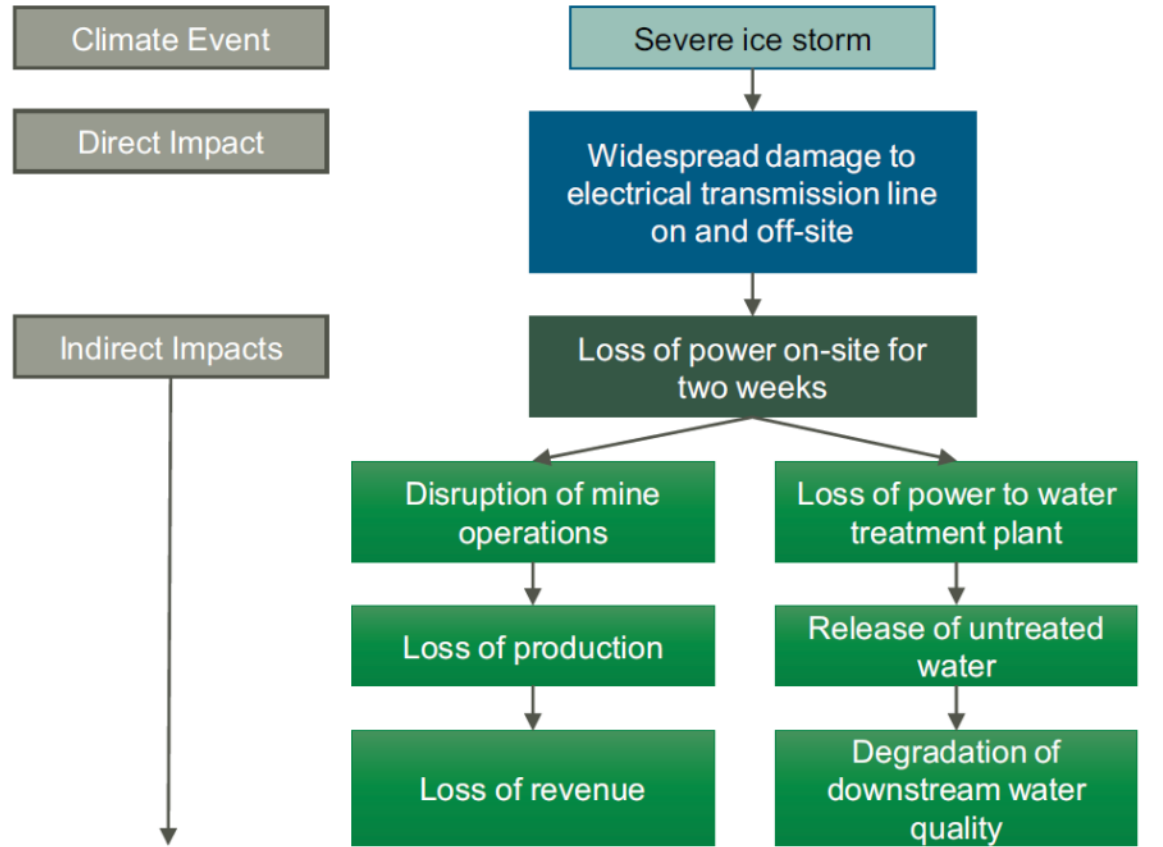 Climate Event
Severe ice storm
Direct Impact
Widespread damage to
electrical transmission line
on and off-site
Indirect Impacts
Loss of power on-site for
two weeks
Disruption of mine
operations
Loss of power to water
treatment plant
Loss of production
Release of untreated
water
Loss of revenue
Degradation of
downstream water
quality